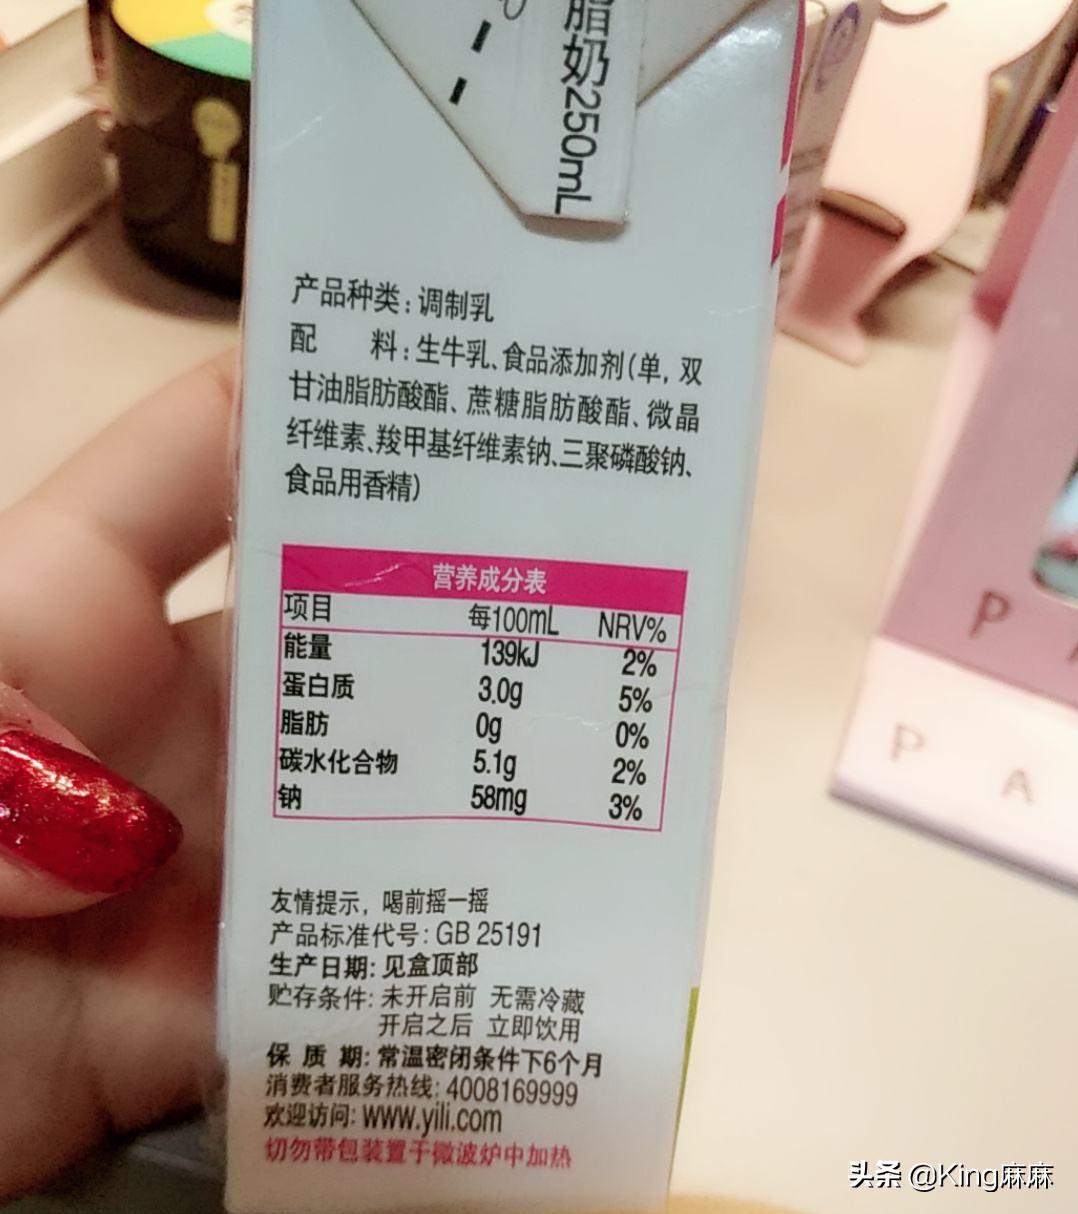 脂奶250mL
产品种类：调制乳
配 料：生牛乳、食品添加剂(单，双
甘油脂肪酸酯、蔗糖脂肪酸酯、微晶
纤维素、羧甲基纤维素钠、三聚磷酸钠、
食品用香精)
营养成分表
项目 每100mL NRV%
能量 139kJ 2%
蛋白质 3.0g 5%
脂肪 0g 0%
碳水化合物 5.1g 2%
钠 58mg 3%
友情提示，喝前摇一摇
产品标准代号：GB 25191
生产日期：见盒顶部
贮存条件：未开启前 无需冷藏
开启之后 立即饮用
保 质 期：常温密闭条件下6个月
消费者服务热线：4008169999
欢迎访问：www.yili.com
切勿带包装置于微波炉中加热
P
P A
头条 @King麻麻